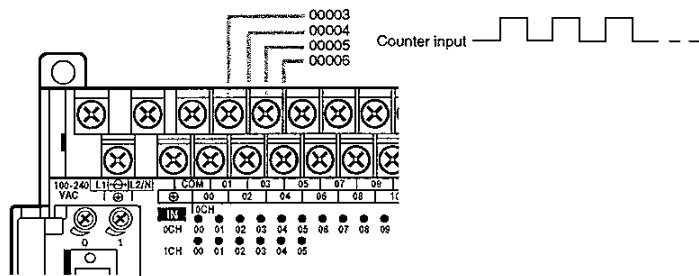 00003
00004
00005
00006
Counter input
100-240 L1 L2/N COM 01 03 05 07 09
VAC 00 02 04 06 08 10
IN 0CH
0CH 00 01 02 03 04 05 06 07 08 09
1CH 00 01 02 03 04 05
0 1